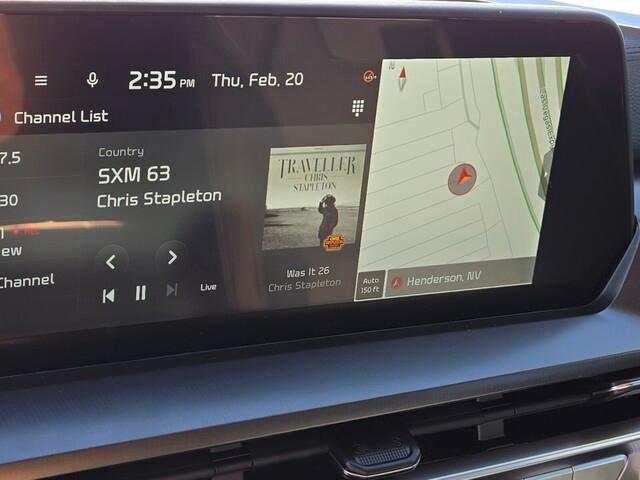 2:35 PM Thu, Feb, 20
Channel List
7.5
30
ew
Channel
Country
SXM 63
Chris Stapleton
Live
TRAVELLER
CHRIS
STAPLETON
Was It 26
Chris Stapleton
N
Auto
150 ft
Henderson, NV